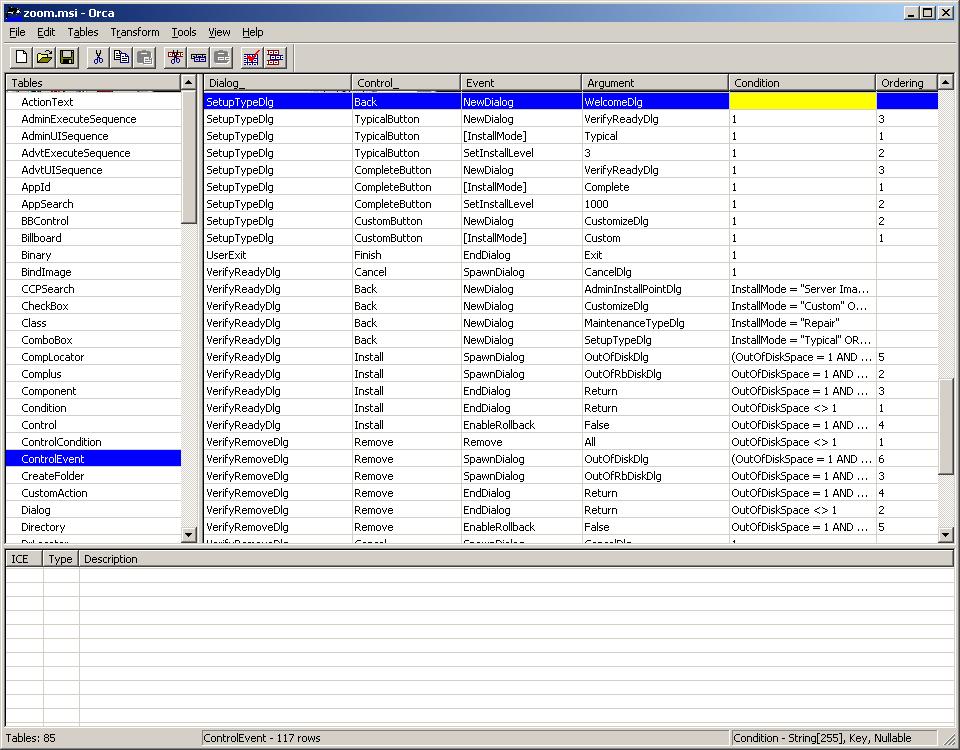 zoom.msi - Orca
File Edit Tables Transform Tools View Help
Tables
ActionText
AdminExecuteSequence
AdminUISequence
AdvtExecuteSequence
AdvtUISequence
AppId
AppSearch
BBControl
Billboard
Binary
BindImage
CCPSearch
CheckBox
Class
ComboBox
CompLocator
Complus
Component
Condition
Control
ControlCondition
ControlEvent
CreateFolder
CustomAction
Dialog
Directory
DrLocator
Dialog_ Control_ Event Argument Condition Ordering
SetupTypeDlg Back NewDialog WelcomeDlg
SetupTypeDlg TypicalButton NewDialog VerifyReadyDlg 1 3
SetupTypeDlg TypicalButton [InstallMode] Typical 1 1
SetupTypeDlg TypicalButton SetInstallLevel 3 1 2
SetupTypeDlg CompleteButton NewDialog VerifyReadyDlg 1 3
SetupTypeDlg CompleteButton [InstallMode] Complete 1 1
SetupTypeDlg CompleteButton SetInstallLevel 1000 1 2
SetupTypeDlg CustomButton NewDialog CustomizeDlg 1 2
SetupTypeDlg CustomButton [InstallMode] Custom 1 1
UserExit Finish EndDialog Exit 1
VerifyReadyDlg Cancel SpawnDialog CancelDlg 1
VerifyReadyDlg Back NewDialog AdminInstallPointDlg InstallMode = "Server Ima...
VerifyReadyDlg Back NewDialog CustomizeDlg InstallMode = "Custom" O...
VerifyReadyDlg Back NewDialog MaintenanceTypeDlg InstallMode = "Repair"
VerifyReadyDlg Back NewDialog SetupTypeDlg InstallMode = "Typical" OR...
VerifyReadyDlg Install SpawnDialog OutOfDiskDlg (OutOfDiskSpace = 1 AND ... 5
VerifyReadyDlg Install SpawnDialog OutOfRbDiskDlg OutOfDiskSpace = 1 AND ... 2
VerifyReadyDlg Install EndDialog Return OutOfDiskSpace = 1 AND ... 3
VerifyReadyDlg Install EndDialog Return OutOfDiskSpace <> 1 1
VerifyReadyDlg Install EnableRollback False OutOfDiskSpace = 1 AND ... 4
VerifyRemoveDlg Remove Remove All OutOfDiskSpace <> 1 1
VerifyRemoveDlg Remove SpawnDialog OutOfDiskDlg (OutOfDiskSpace = 1 AND ... 6
VerifyRemoveDlg Remove SpawnDialog OutOfRbDiskDlg OutOfDiskSpace = 1 AND ... 3
VerifyRemoveDlg Remove EndDialog Return OutOfDiskSpace = 1 AND ... 4
VerifyRemoveDlg Remove EndDialog Return OutOfDiskSpace <> 1 2
VerifyRemoveDlg Remove EnableRollback False OutOfDiskSpace = 1 AND ... 5
VerifyRemoveDlg Cancel SpawnDialog CancelDlg 1
ICE Type Description
Tables: 85
ControlEvent - 117 rows
Condition - String[255], Key, Nullable